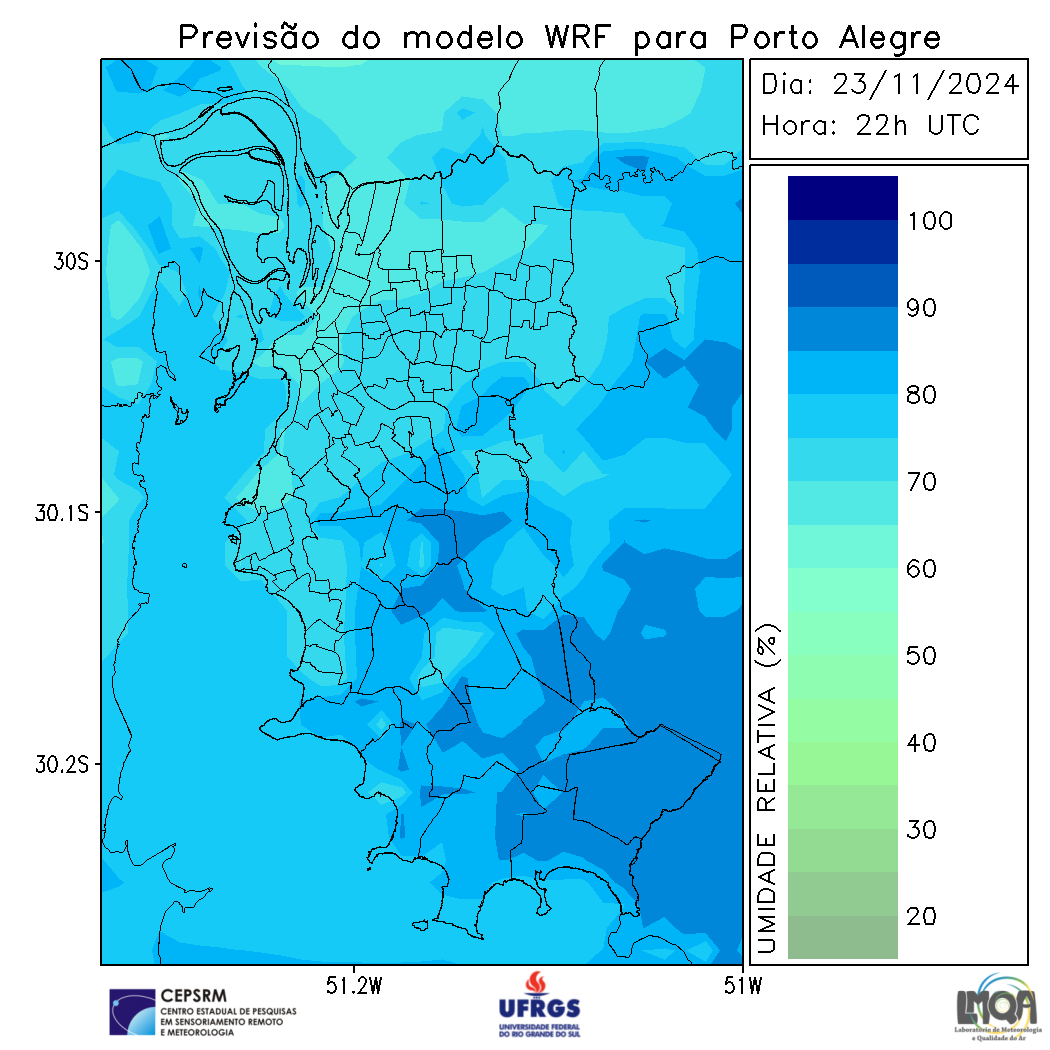 Previsão do modelo WRF para Porto Alegre
Dia: 23/11/2024
Hora: 22h UTC
30S
30.1S
30.2S
51.2W
51W
100
90
80
70
60
50
40
30
20
UMIDADE RELATIVA (%)
CEPSRM
CENTRO ESTADUAL DE PESQUISAS
EM SENSORIAMENTO REMOTO
E METEOROLOGIA
UFRGS
UNIVERSIDADE FEDERAL
DO RIO GRANDE DO SUL
LMQA
Laboratório de Meteorologia
e Qualidade do Ar